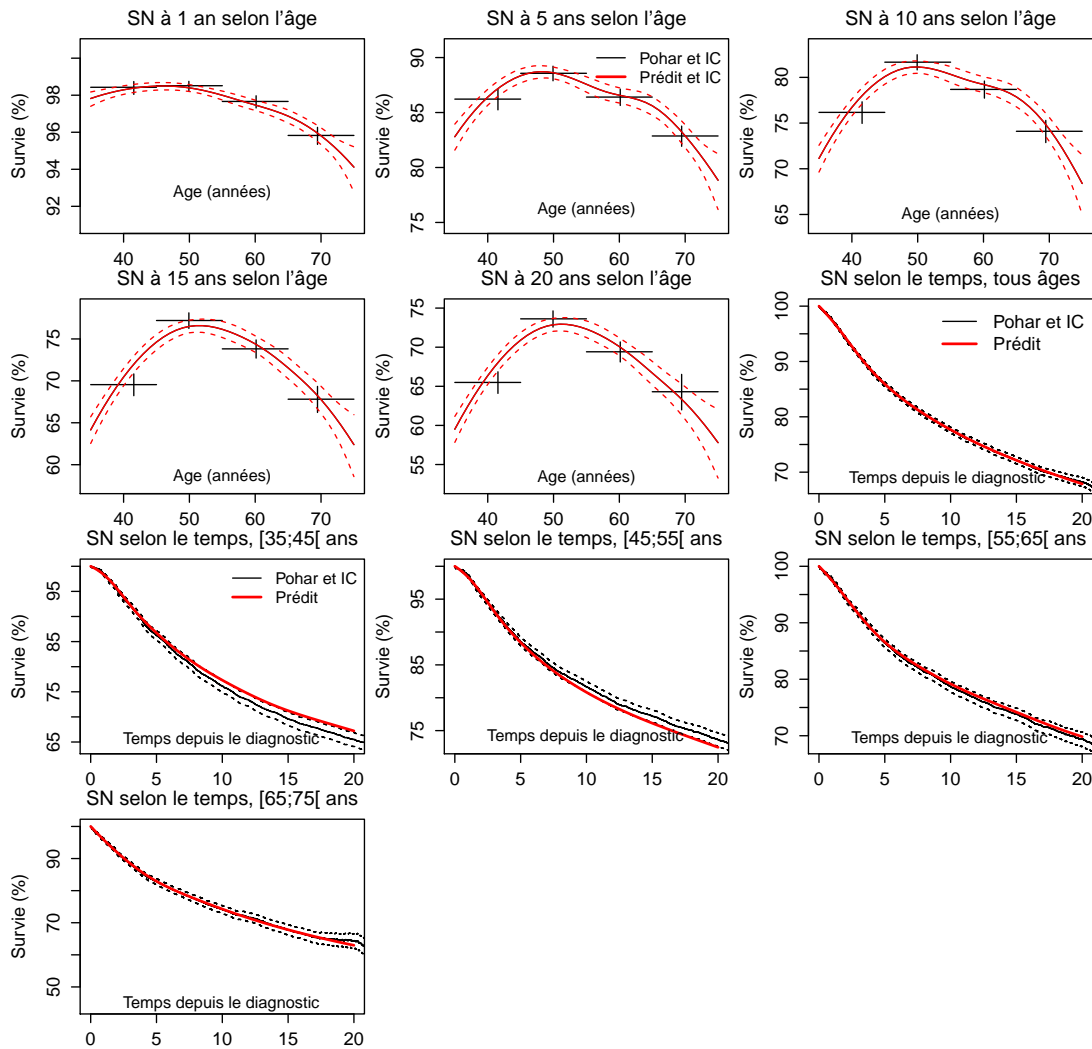 SN à 1 an selon l'âge
Survie (%)
92 94 96 98
Age (années)
40 50 60 70
SN à 5 ans selon l'âge
Survie (%)
75 80 85 90
Pohar et IC
Prédit et IC
Age (années)
40 50 60 70
SN à 10 ans selon l'âge
Survie (%)
65 70 75 80
Age (années)
40 50 60 70
SN à 15 ans selon l'âge
Survie (%)
60 65 70 75
Age (années)
40 50 60 70
SN à 20 ans selon l'âge
Survie (%)
55 60 65 70 75
Age (années)
40 50 60 70
SN selon le temps, tous âges
Survie (%)
70 80 90 100
Pohar et IC
Prédit
Temps depuis le diagnostic
0 5 10 15 20
SN selon le temps, [35;45[ ans
Survie (%)
65 75 85 95
Pohar et IC
Prédit
Temps depuis le diagnostic
0 5 10 15 20
SN selon le temps, [45;55[ ans
Survie (%)
75 85 95
Temps depuis le diagnostic
0 5 10 15 20
SN selon le temps, [55;65[ ans
Survie (%)
70 80 90 100
Temps depuis le diagnostic
0 5 10 15 20
SN selon le temps, [65;75[ ans
Survie (%)
50 70 90
Temps depuis le diagnostic
0 5 10 15 20